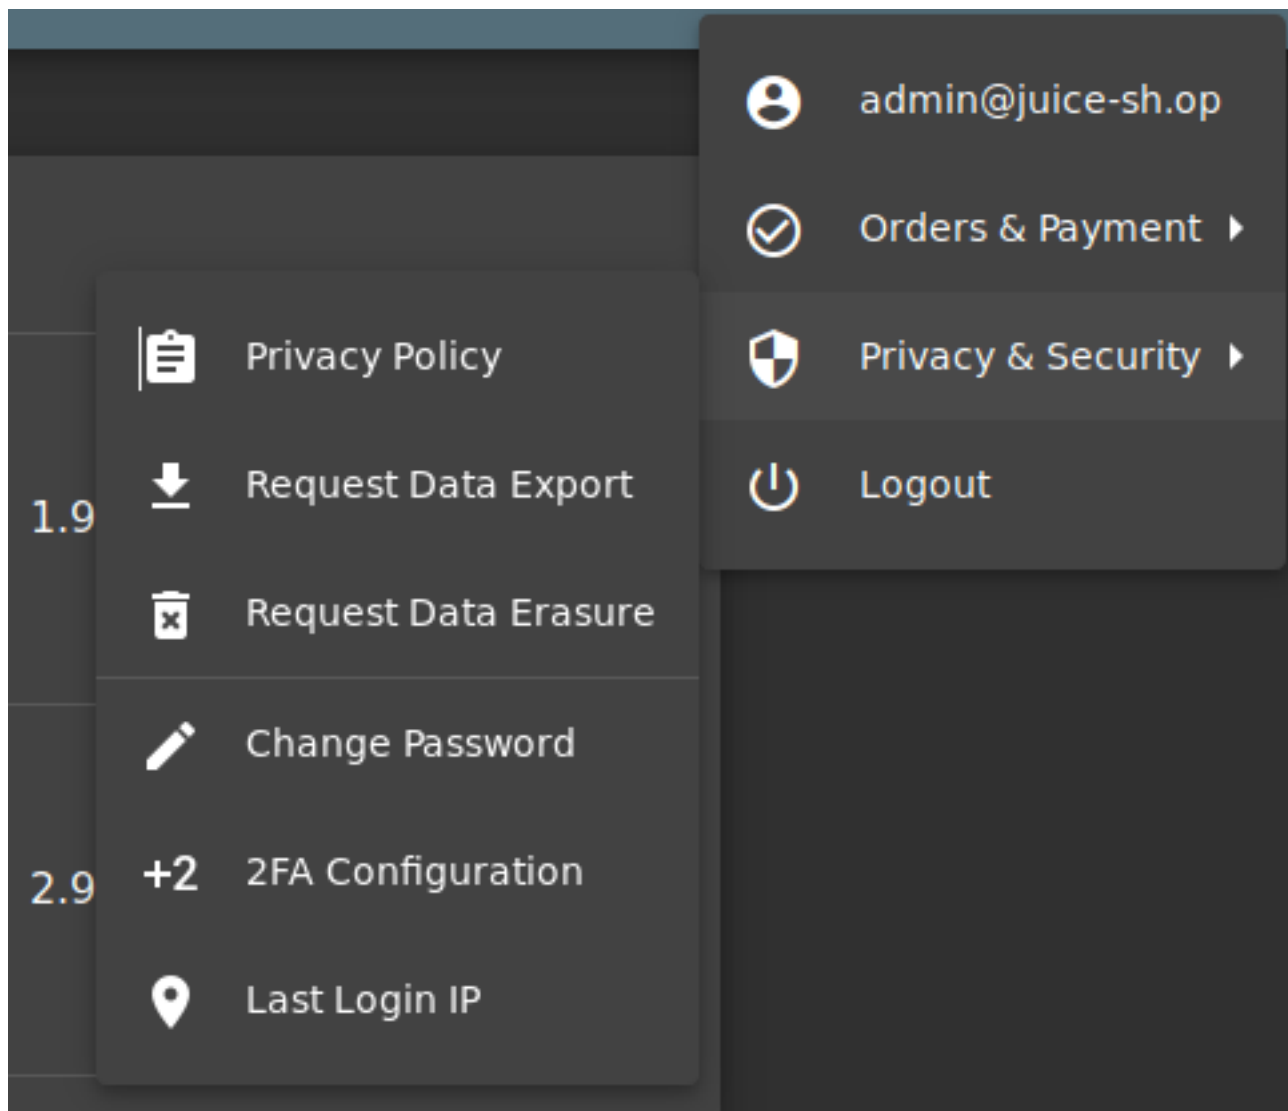 admin@juice-sh.op
Orders & Payment
Privacy & Security
Logout
Privacy Policy
Request Data Export
Request Data Erasure
Change Password
+2 2FA Configuration
Last Login IP
1.9
2.9